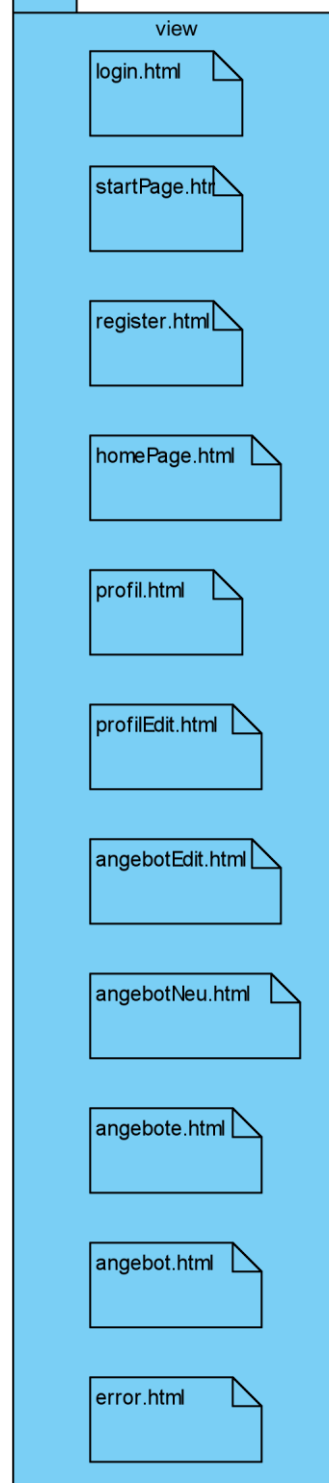 view
login.html
startPage.htr
register.html
homePage.html
profil.html
profilEdit.html
angebotEdit.html
angebotNeu.html
angebote.html
angebot.html
error.html